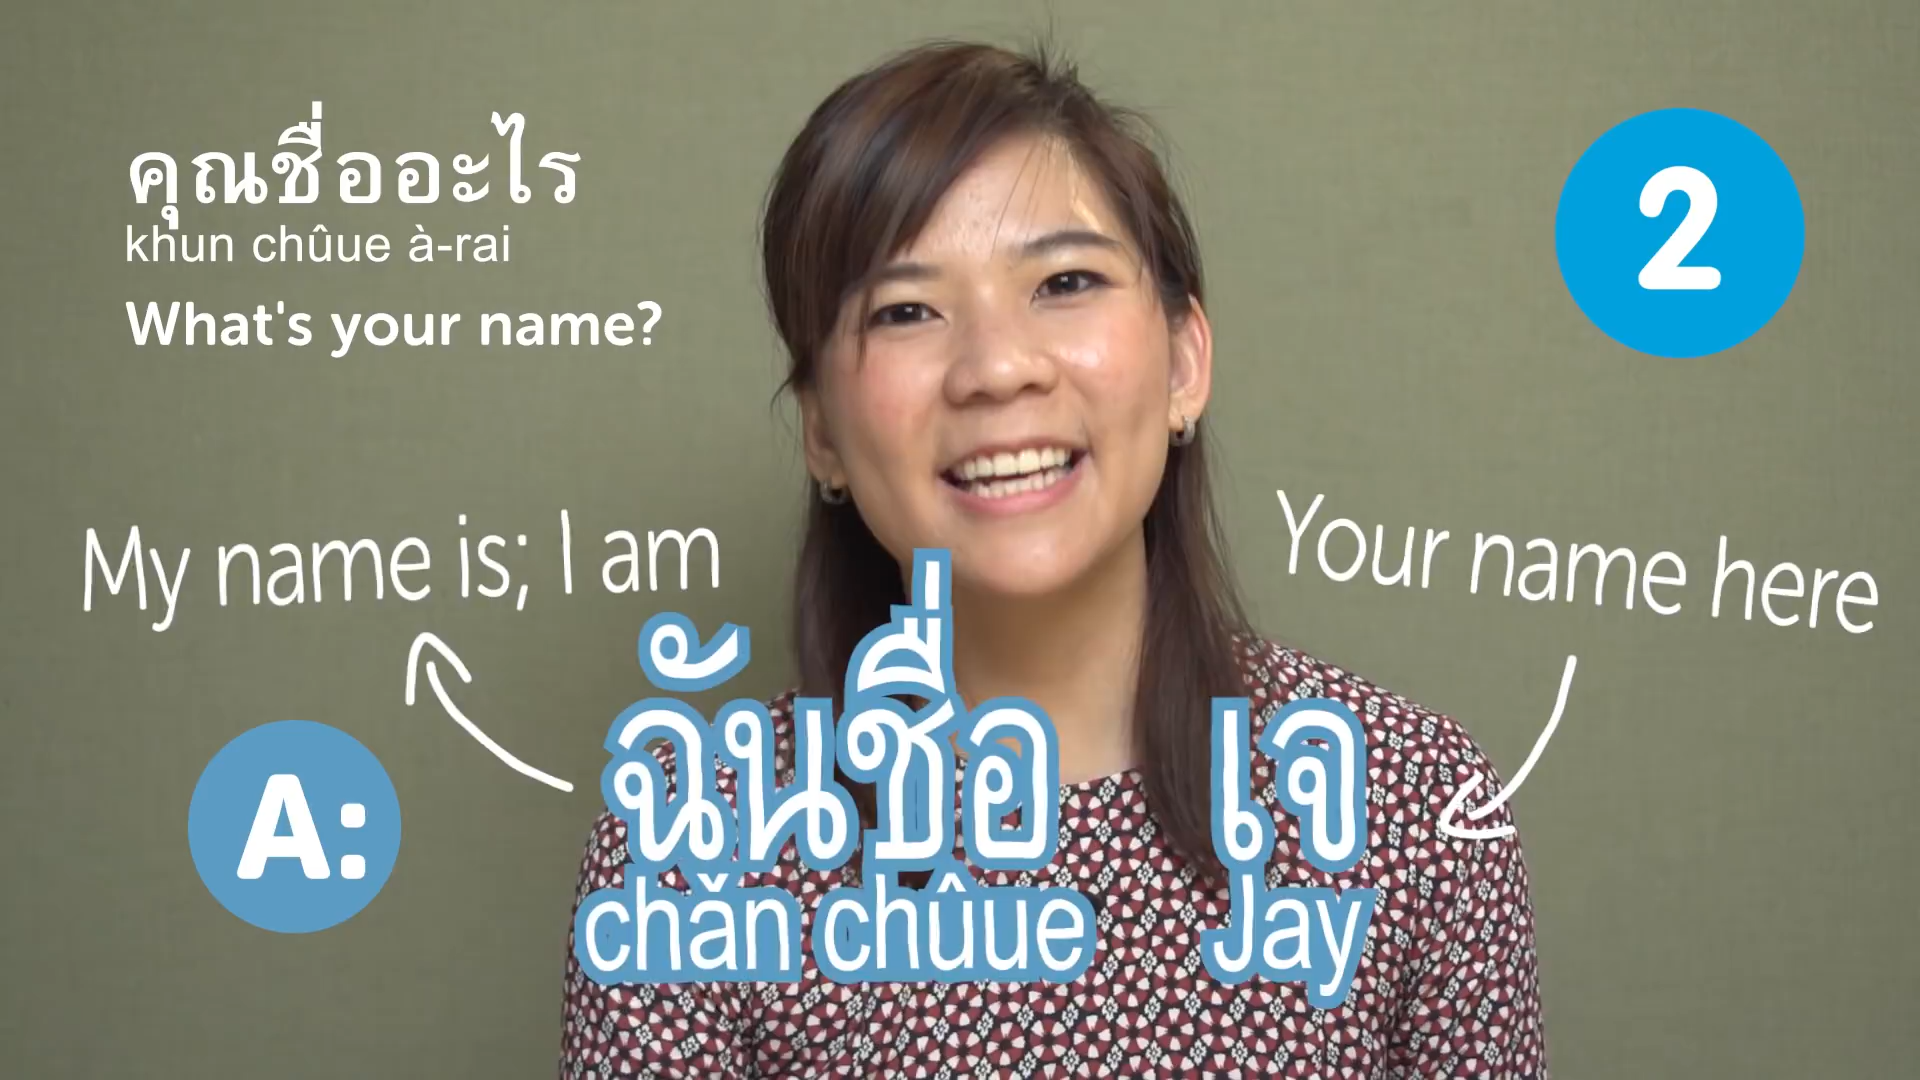 คุณชื่ออะไร
khun chûue à-rai
What's your name?
2
My name is; I am
Your name here
A:
ฉันชื่อ เจ
chǎn chûue Jay